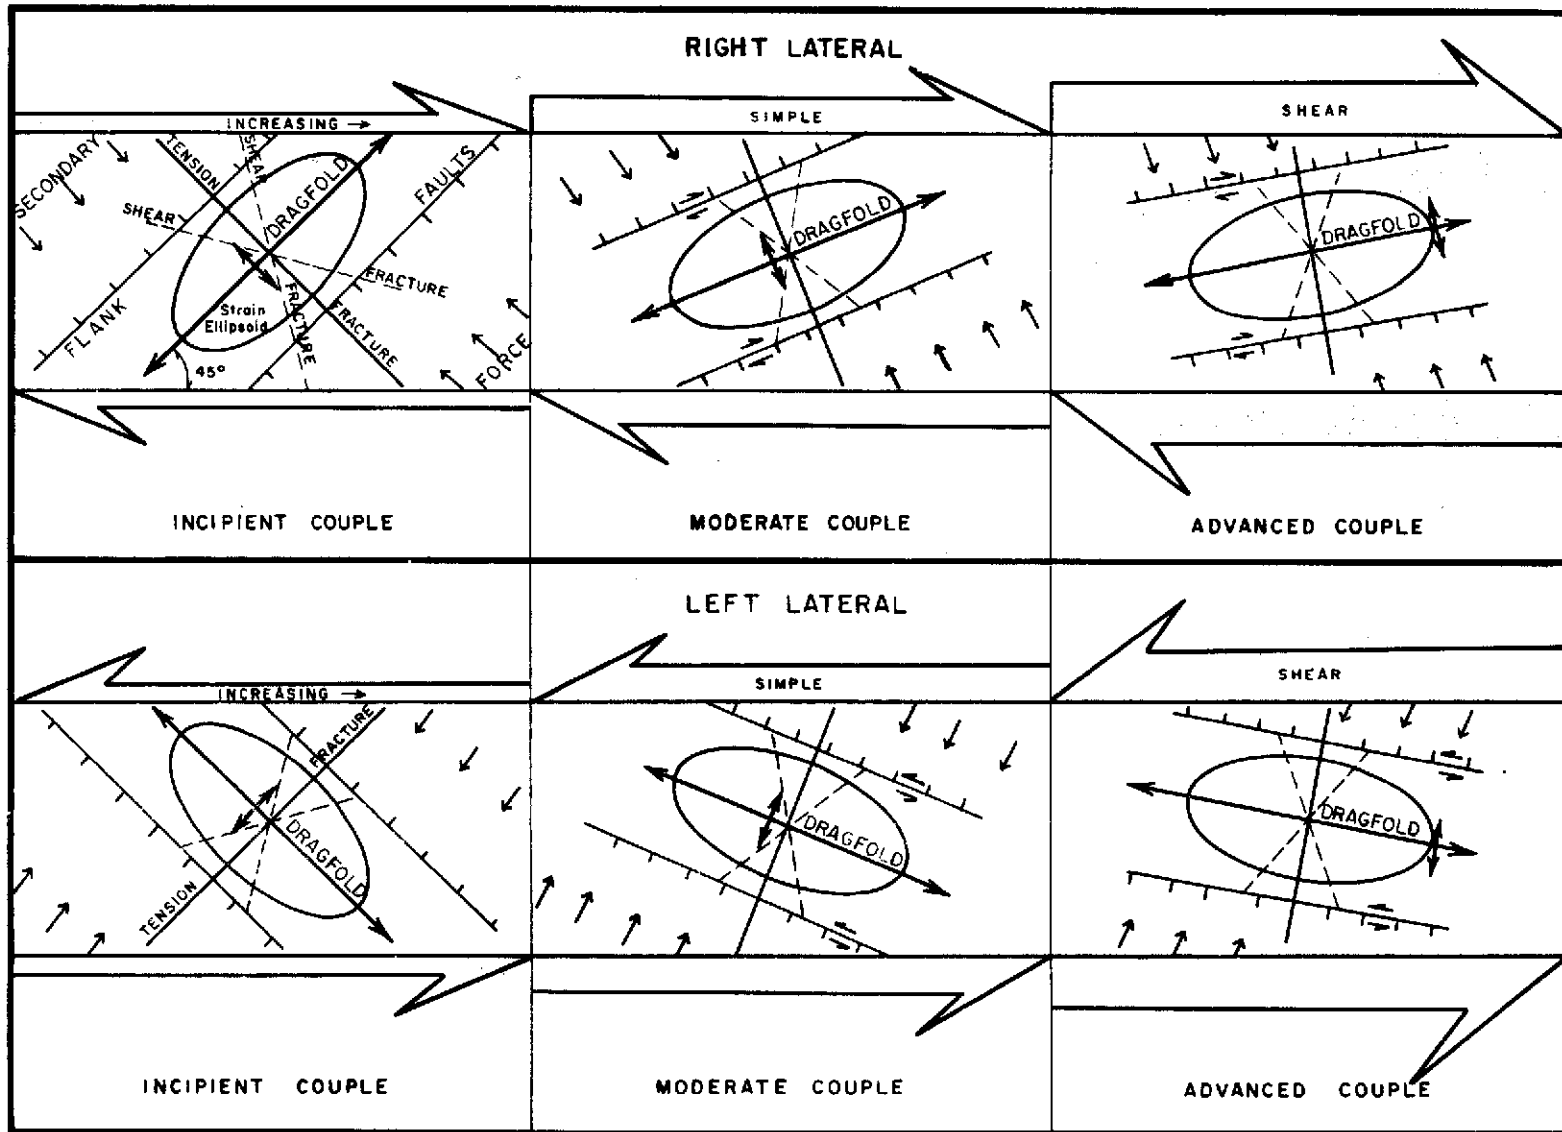 RIGHT LATERAL
INCREASING →
SIMPLE
SHEAR
SECONDARY
TENSION
SHEAR
DRAGFOLD
FAULTS
SHEAR
FRACTURE
FLANK
Strain
Ellipsoid
FRACTURE
FRACTURE
FORCE
45°
DRAGFOLD
DRAGFOLD
INCIPIENT COUPLE
MODERATE COUPLE
ADVANCED COUPLE
LEFT LATERAL
INCREASING →
SIMPLE
SHEAR
FRACTURE
DRAGFOLD
TENSION
DRAGFOLD
DRAGFOLD
INCIPIENT COUPLE
MODERATE COUPLE
ADVANCED COUPLE